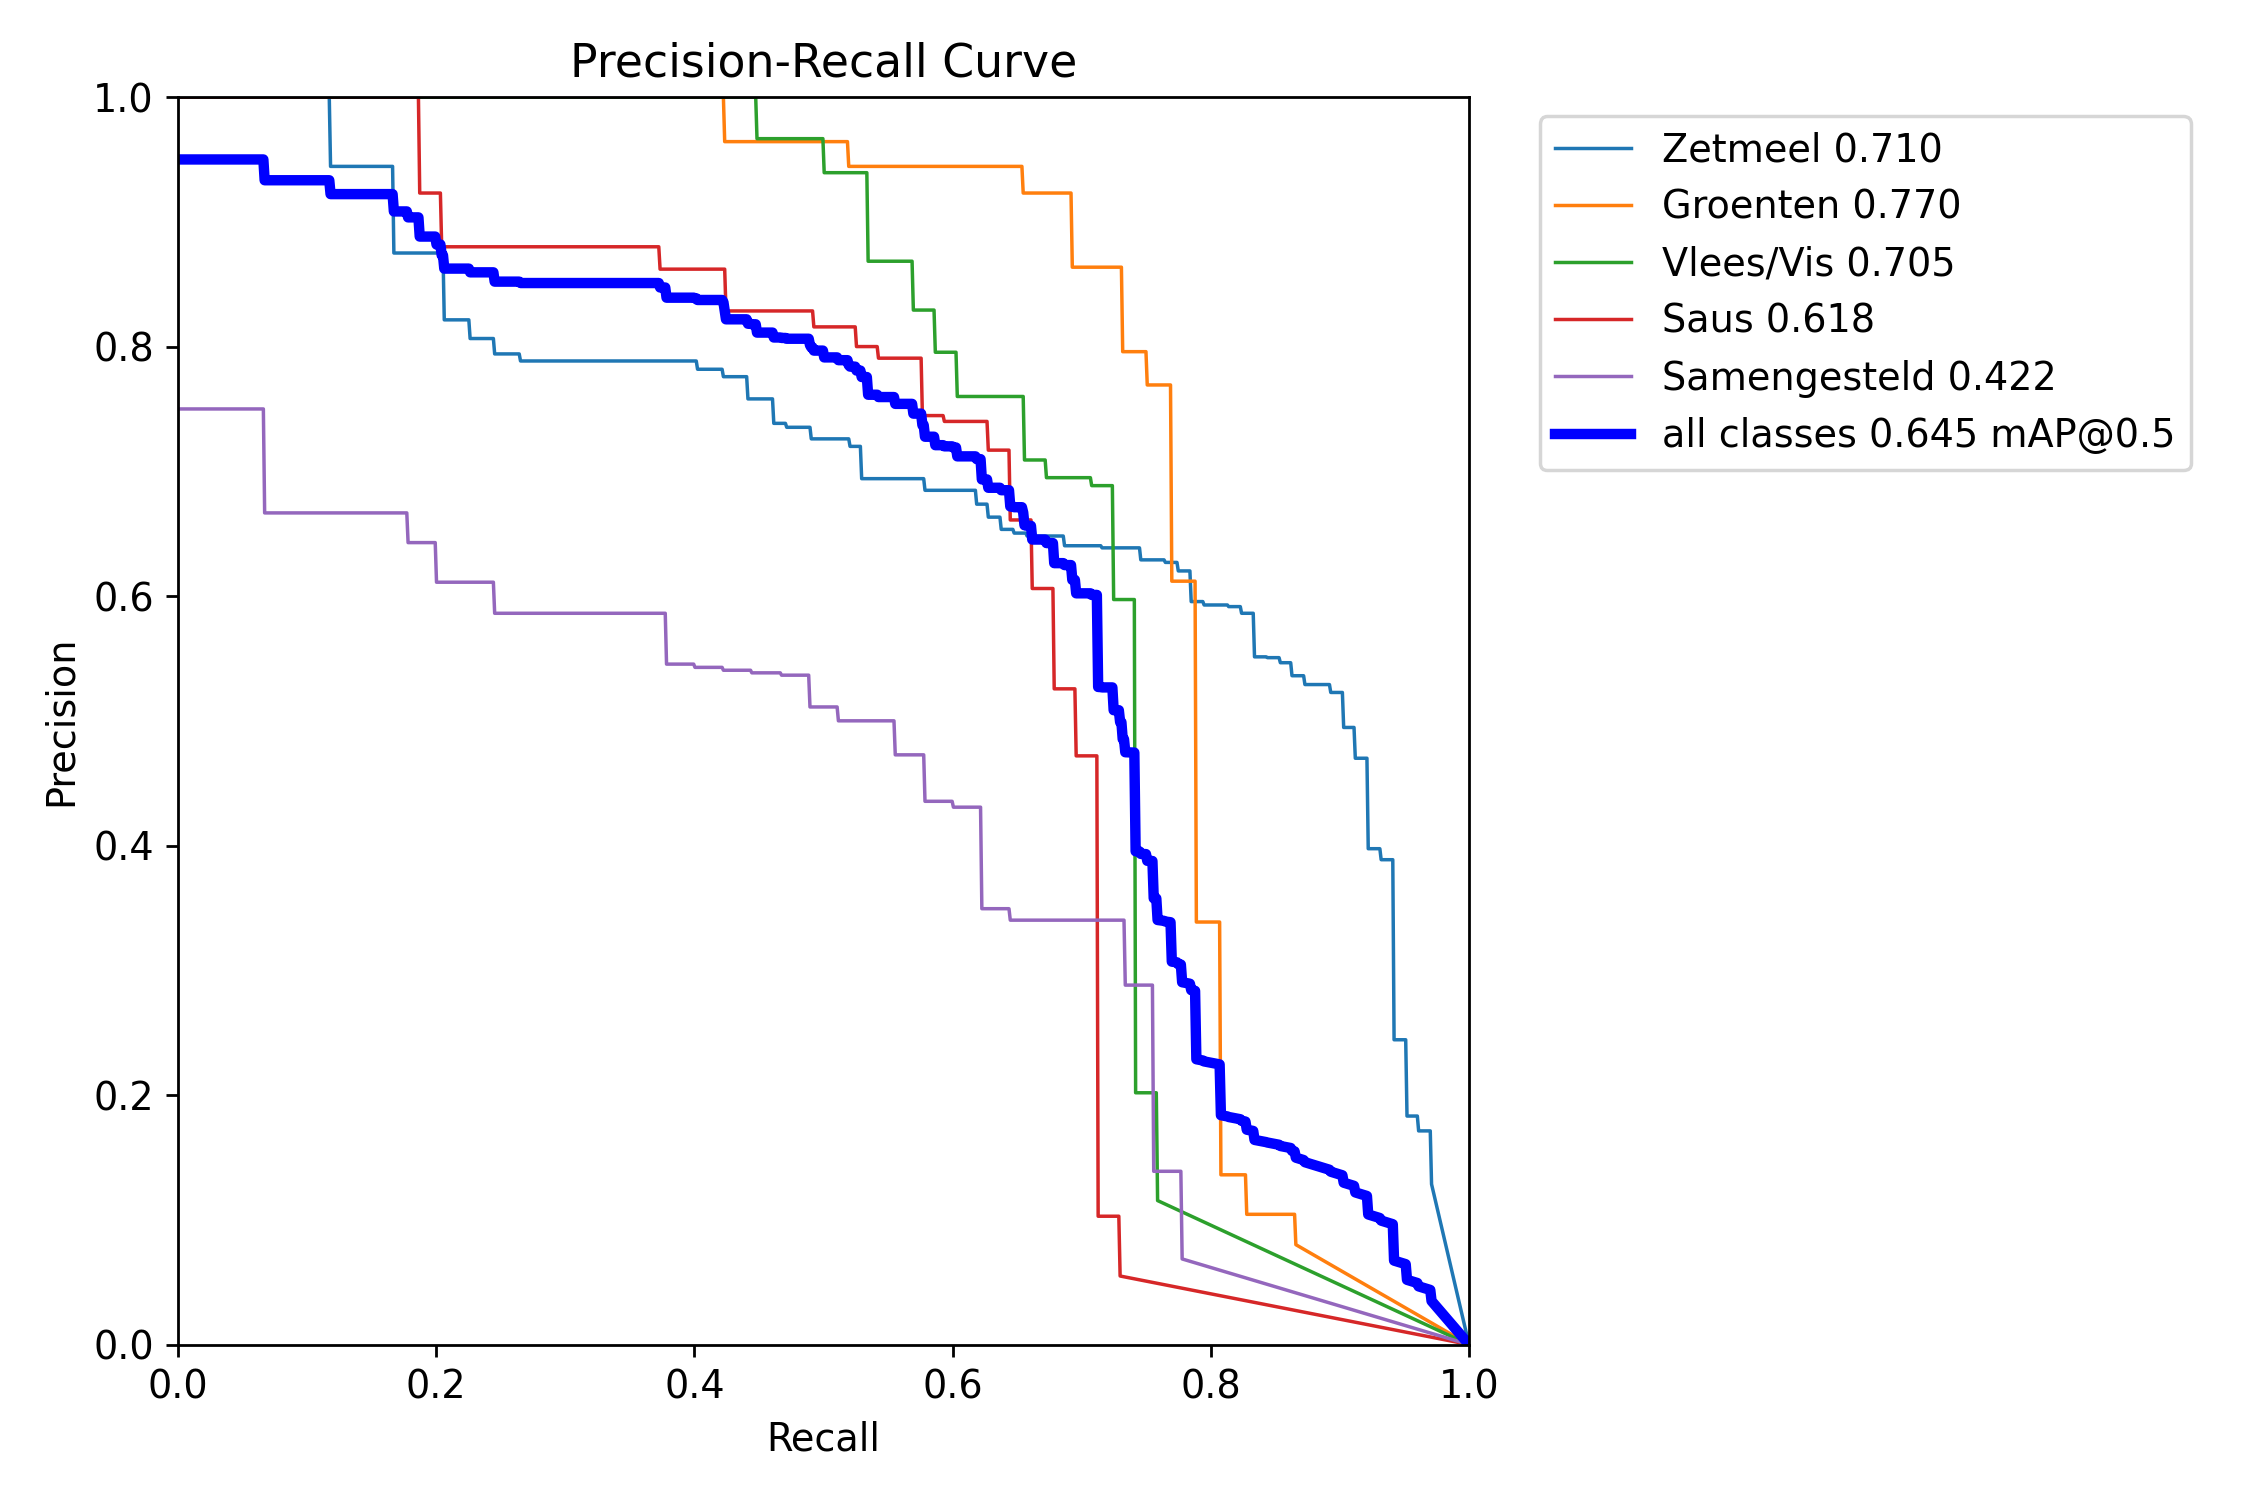 Precision-Recall Curve
1.0
0.8
0.6
0.4
0.2
0.0
Precision
0.0 0.2 0.4 0.6 0.8 1.0
Recall
Zetmeel 0.710
Groenten 0.770
Vlees/Vis 0.705
Saus 0.618
Samengesteld 0.422
all classes 0.645 mAP@0.5